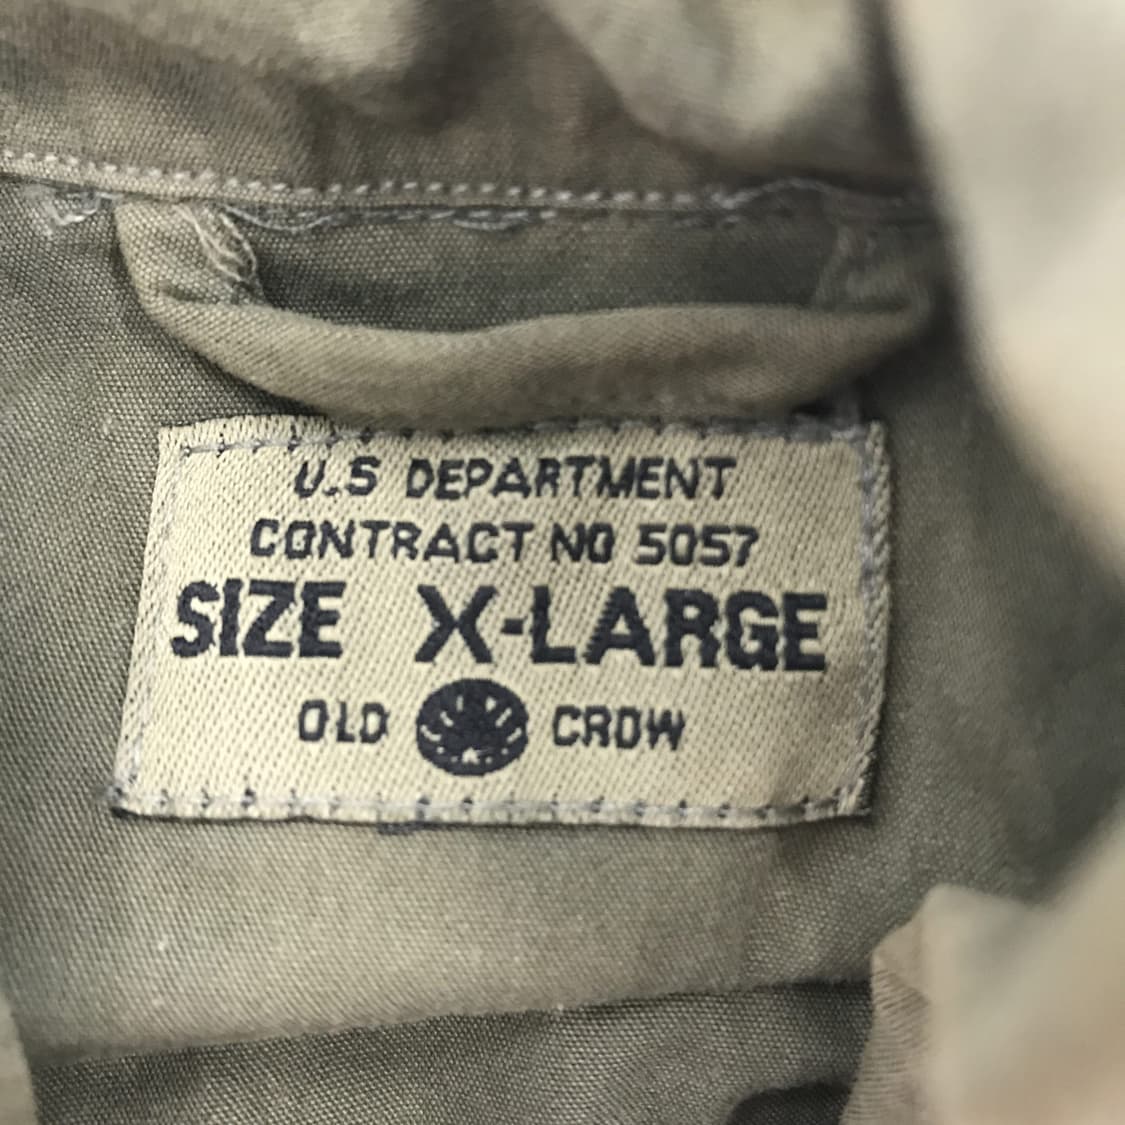 U.S DEPARTMENT
CONTRACT NO 5057
SIZE X-LARGE
OLD CROW